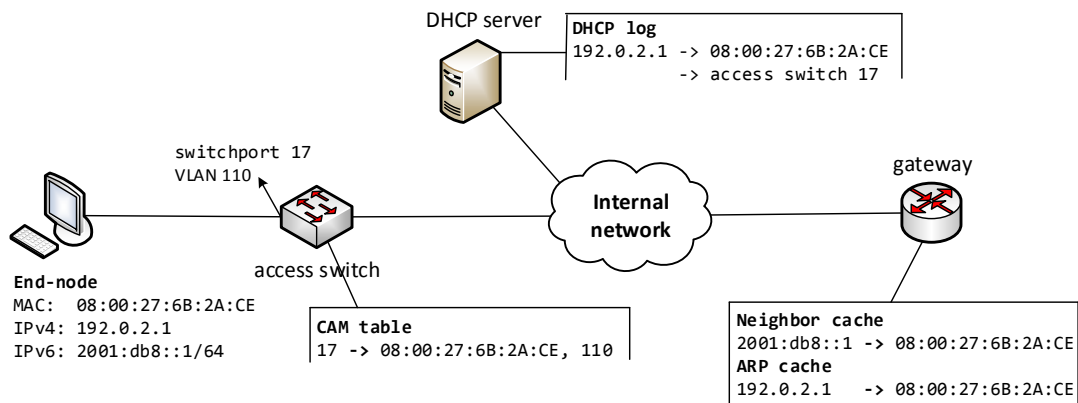 DHCP server
DHCP log
192.0.2.1 -> 08:00:27:6B:2A:CE
-> access switch 17
switchport 17
VLAN 110
gateway
Internal
network
access switch
End-node
MAC: 08:00:27:6B:2A:CE
IPv4: 192.0.2.1
IPv6: 2001:db8::1/64
CAM table
17 -> 08:00:27:6B:2A:CE, 110
Neighbor cache
2001:db8::1 -> 08:00:27:6B:2A:CE
ARP cache
192.0.2.1 -> 08:00:27:6B:2A:CE